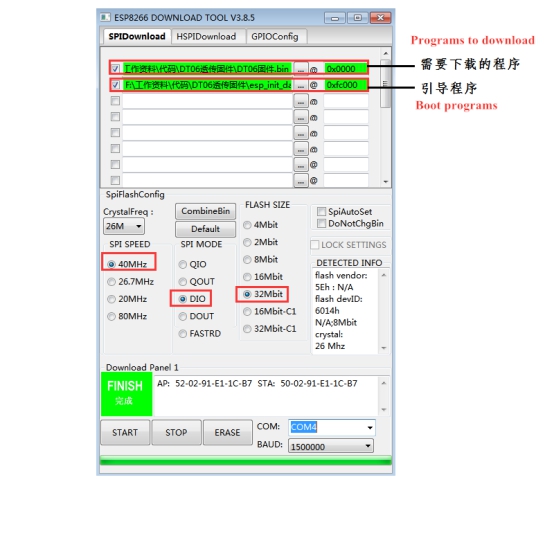 ESP8266 DOWNLOAD TOOL V3.8.5
SPIDownload HSPIDownload GPIOConfig
Programs to download
工作资料\代码\DT06透传固件\DT06固件.bin ... @ 0x0000
需要下载的程序
F:\工作资料\代码\DT06透传固件\esp_init_da ... @ 0xfc000
引导程序
Boot programs
... @
... @
... @
... @
... @
... @
SpiFlashConfig
CrystalFreq :
26M
CombineBin
Default
FLASH SIZE
4Mbit
2Mbit
8Mbit
16Mbit
32Mbit
16Mbit-C1
32Mbit-C1
SpiAutoSet
DoNotChgBin
LOCK SETTINGS
SPI SPEED
40MHz
26.7MHz
20MHz
80MHz
SPI MODE
QIO
QOUT
DIO
DOUT
FASTRD
DETECTED INFO
flash vendor:
5Eh : N/A
flash devID:
6014h
N/A;8Mbit
crystal:
26 Mhz
Download Panel 1
FINISH
完成
AP: 52-02-91-E1-1C-B7 STA: 50-02-91-E1-1C-B7
START STOP ERASE
COM: COM4
BAUD: 1500000